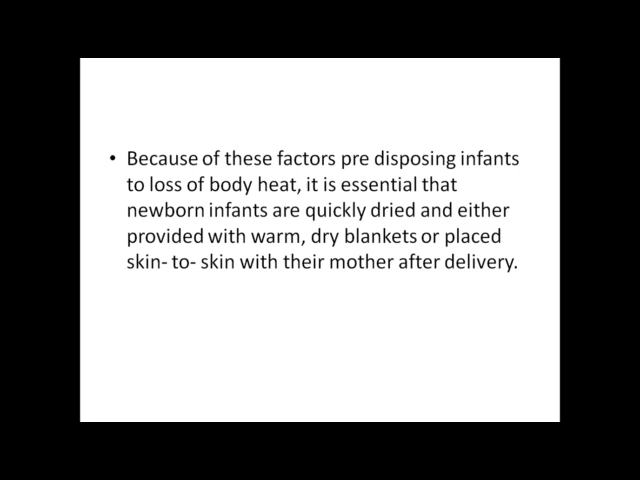 • Because of these factors pre disposing infants
to loss of body heat, it is essential that
newborn infants are quickly dried and either
provided with warm, dry blankets or placed
skin- to- skin with their mother after delivery.